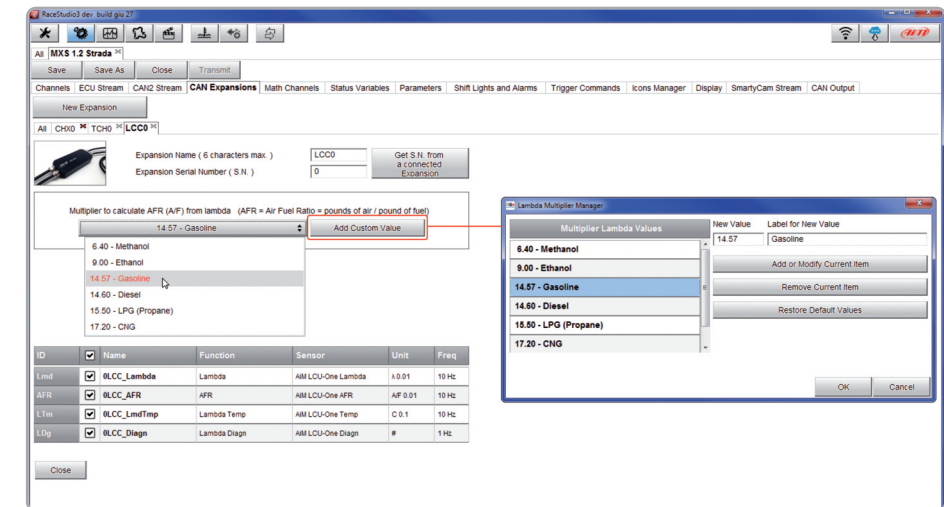 RaceStudio3 dev build giu 27
AiM
All MXS 1.2 Strada
Save Save As Close Transmit
Channels ECU Stream CAN2 Stream CAN Expansions Math Channels Status Variables Parameters Shift Lights and Alarms Trigger Commands Icons Manager Display SmartyCam Stream CAN Output
New Expansion
All CHX0 TCH0 LCC0
Expansion Name ( 6 characters max. ) LCC0
Expansion Serial Number ( S.N. ) 0
Get S.N. from
a connected
Expansion
Multiplier to calculate AFR (A/F) from lambda (AFR = Air Fuel Ratio = pounds of air / pound of fuel)
14.57 - Gasoline Add Custom Value
6.40 - Methanol
9.00 - Ethanol
14.57 - Gasoline
14.60 - Diesel
15.50 - LPG (Propane)
17.20 - CNG
ID Name Function Sensor Unit Freq
Lmd 0LCC_Lambda Lambda AiM LCU-One Lambda λ 0.01 10 Hz
AFR 0LCC_AFR AFR AiM LCU-One AFR A/F 0.01 10 Hz
LTm 0LCC_LmdTmp Lambda Temp AiM LCU-One Temp C 0.1 10 Hz
LDg 0LCC_Diagn Lambda Diagn AiM LCU-One Diagn # 1 Hz
Close
Lambda Multiplier Manager
Multiplier Lambda Values
6.40 - Methanol
9.00 - Ethanol
14.57 - Gasoline
14.60 - Diesel
15.50 - LPG (Propane)
17.20 - CNG
New Value Label for New Value
14.57 Gasoline
Add or Modify Current Item
Remove Current Item
Restore Default Values
OK Cancel